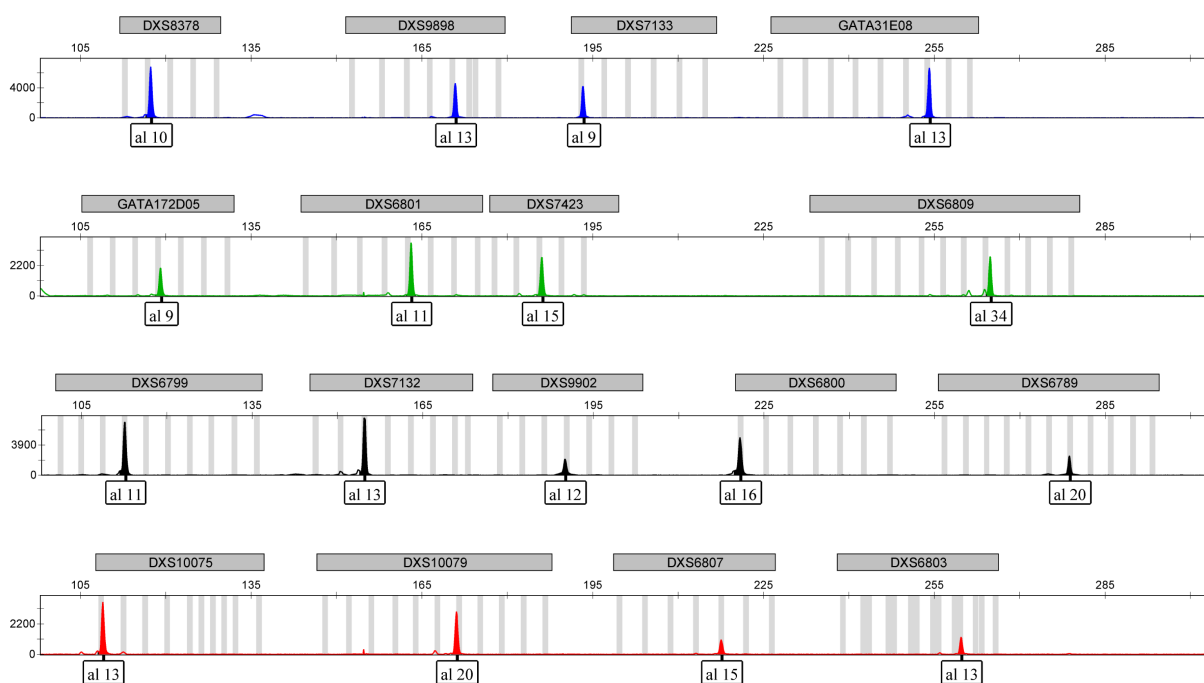 DXS8378 DXS9898 DXS7133 GATA31E08
105 135 165 195 225 255 285
4000
0
al 10 al 13 al 9 al 13
GATA172D05 DXS6801 DXS7423 DXS6809
105 135 165 195 225 255 285
2200
0
al 9 al 11 al 15 al 34
DXS6799 DXS7132 DXS9902 DXS6800 DXS6789
105 135 165 195 225 255 285
3900
0
al 11 al 13 al 12 al 16 al 20
DXS10075 DXS10079 DXS6807 DXS6803
105 135 165 195 225 255 285
2200
0
al 13 al 20 al 15 al 13